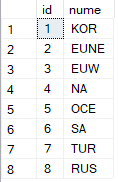 id nume
1 1 KOR
2 2 EUNE
3 3 EUW
4 4 NA
5 5 OCE
6 6 SA
7 7 TUR
8 8 RUS